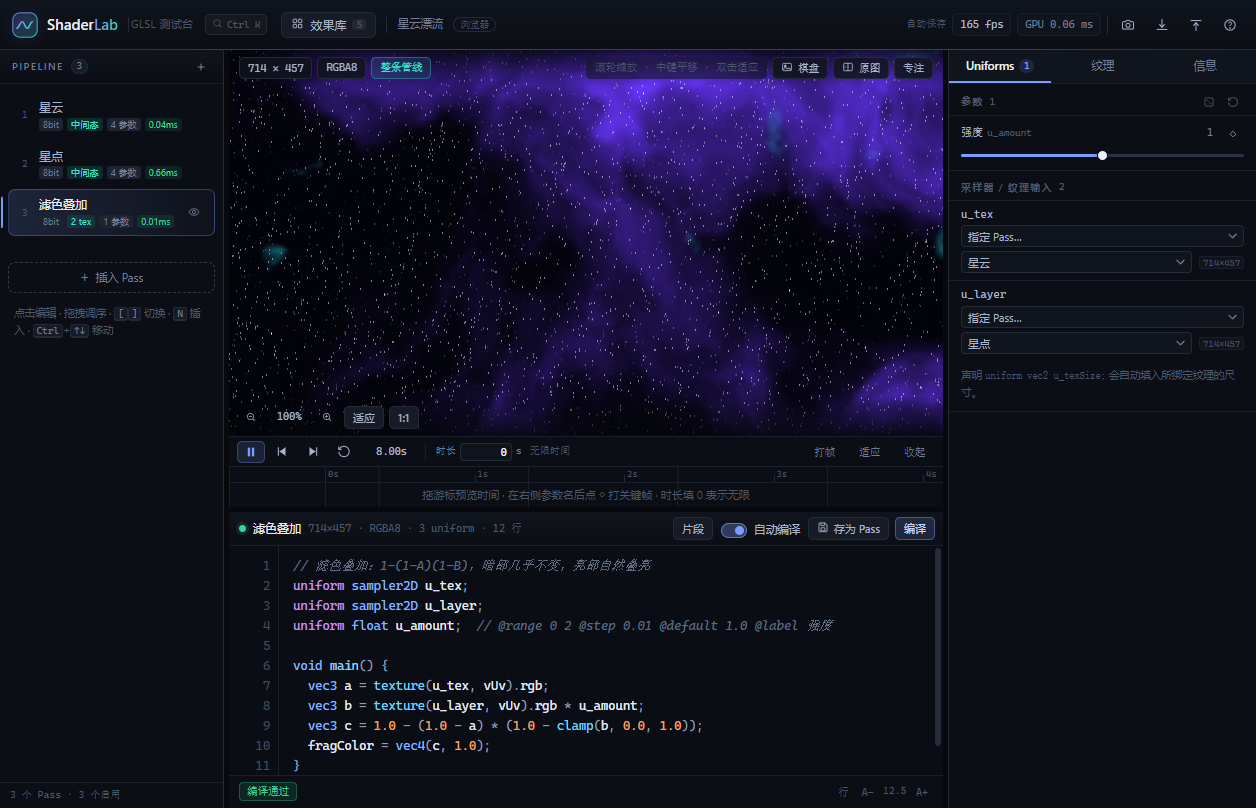 ShaderLab GLSL 测试台 Ctrl K 效果库 5 星云漂流 浏览器 自动保存 165 fps GPU 0.06 ms
PIPELINE 3 +
1 星云
8bit 中间态 4 参数 0.04ms
2 星点
8bit 中间态 4 参数 0.66ms
3 滤色叠加
8bit 2 tex 1 参数 0.01ms
+ 插入 Pass
点击编辑 · 拖拽调序 · [ ] 切换 · N 插
入 · Ctrl + ↑↓ 移动
3 个 Pass · 3 个启用
714 × 457 RGBA8 整条管线 滚轮缩放 · 中键平移 · 双击适应 棋盘 原图 专注
100% 适应 1:1
8.00s 时长 0 s 无限时间 打帧 适应 收起
0s 1s 2s 3s 4s
拖游标预览时间 · 在右侧参数名后点 ◇ 打关键帧 · 时长填 0 表示无限
滤色叠加 714×457 · RGBA8 · 3 uniform · 12 行 片段 自动编译 存为 Pass 编译
1 // 滤色叠加：1-(1-A)(1-B)，暗部几乎不变，亮部自然叠亮
2 uniform sampler2D u_tex;
3 uniform sampler2D u_layer;
4 uniform float u_amount; // @range 0 2 @step 0.01 @default 1.0 @label 强度
5
6 void main() {
7 vec3 a = texture(u_tex, vUv).rgb;
8 vec3 b = texture(u_layer, vUv).rgb * u_amount;
9 vec3 c = 1.0 - (1.0 - a) * (1.0 - clamp(b, 0.0, 1.0));
10 fragColor = vec4(c, 1.0);
11 }
编译通过 行 A− 12.5 A+
Uniforms 1 纹理 信息
参数 1
强度 u_amount 1 ◇
采样器 / 纹理输入 2
u_tex
指定 Pass…
星云 714×457
u_layer
指定 Pass…
星点 714×457
声明 uniform vec2 u_texSize; 会自动填入所绑定纹理的尺
寸。